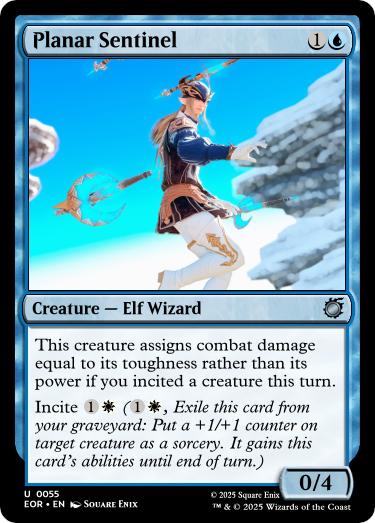 Planar Sentinel 1
Creature — Elf Wizard
This creature assigns combat damage
equal to its toughness rather than its
power if you incited a creature this turn.
Incite 1 (1, Exile this card from
your graveyard: Put a +1/+1 counter on
target creature as a sorcery. It gains this
card's abilities until end of turn.)
0/4
U 0055
EOR • EN SQUARE ENIX
© 2025 Square Enix
™ & © 2025 Wizards of the Coast